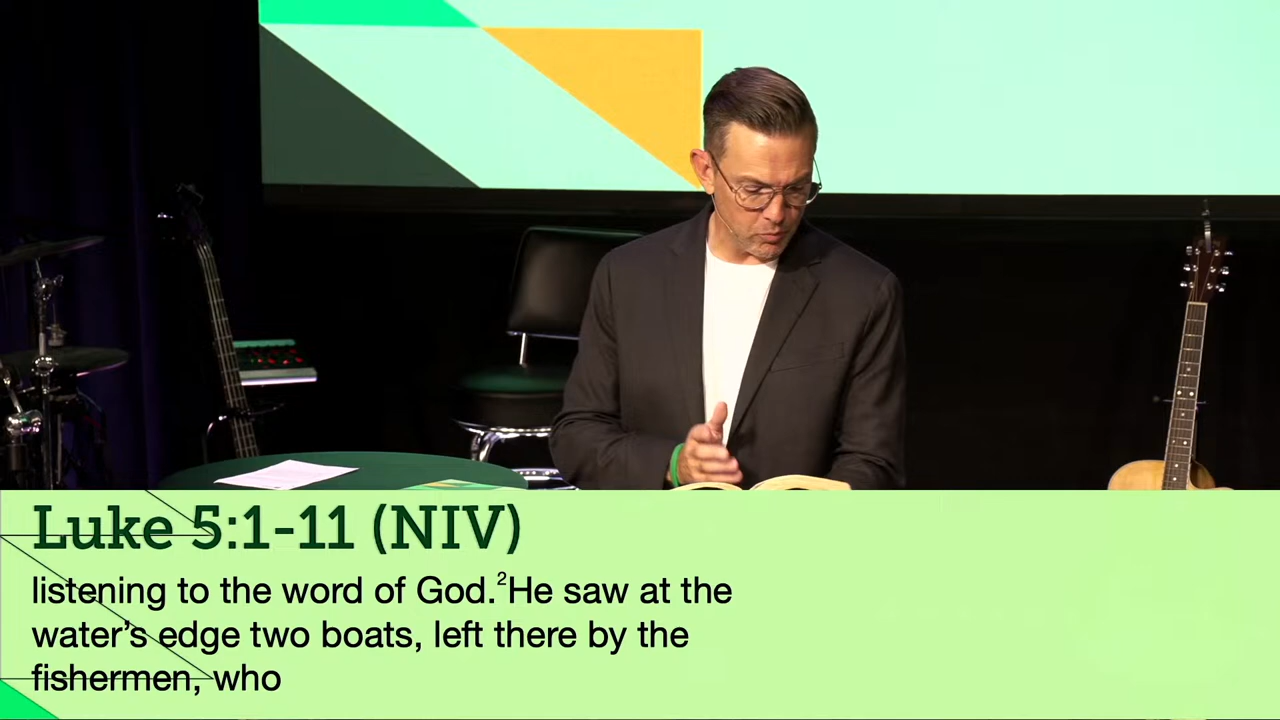 Luke 5:1-11 (NIV)
listening to the word of God.²He saw at the
water’s edge two boats, left there by the
fishermen, who